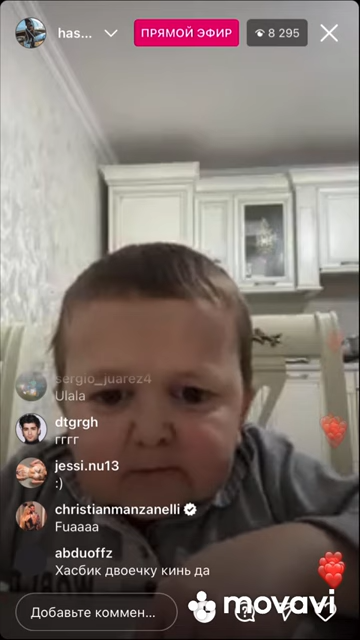 has...
ПРЯМОЙ ЭФИР
8 295
sergio_juarez4
Ulala
dtgrgh
гггг
jessi.nu13
:)
christianmanzanelli
Fuaaaa
abduoffz
Хасбик двоечку кинь да
Добавьте коммен...
movavi